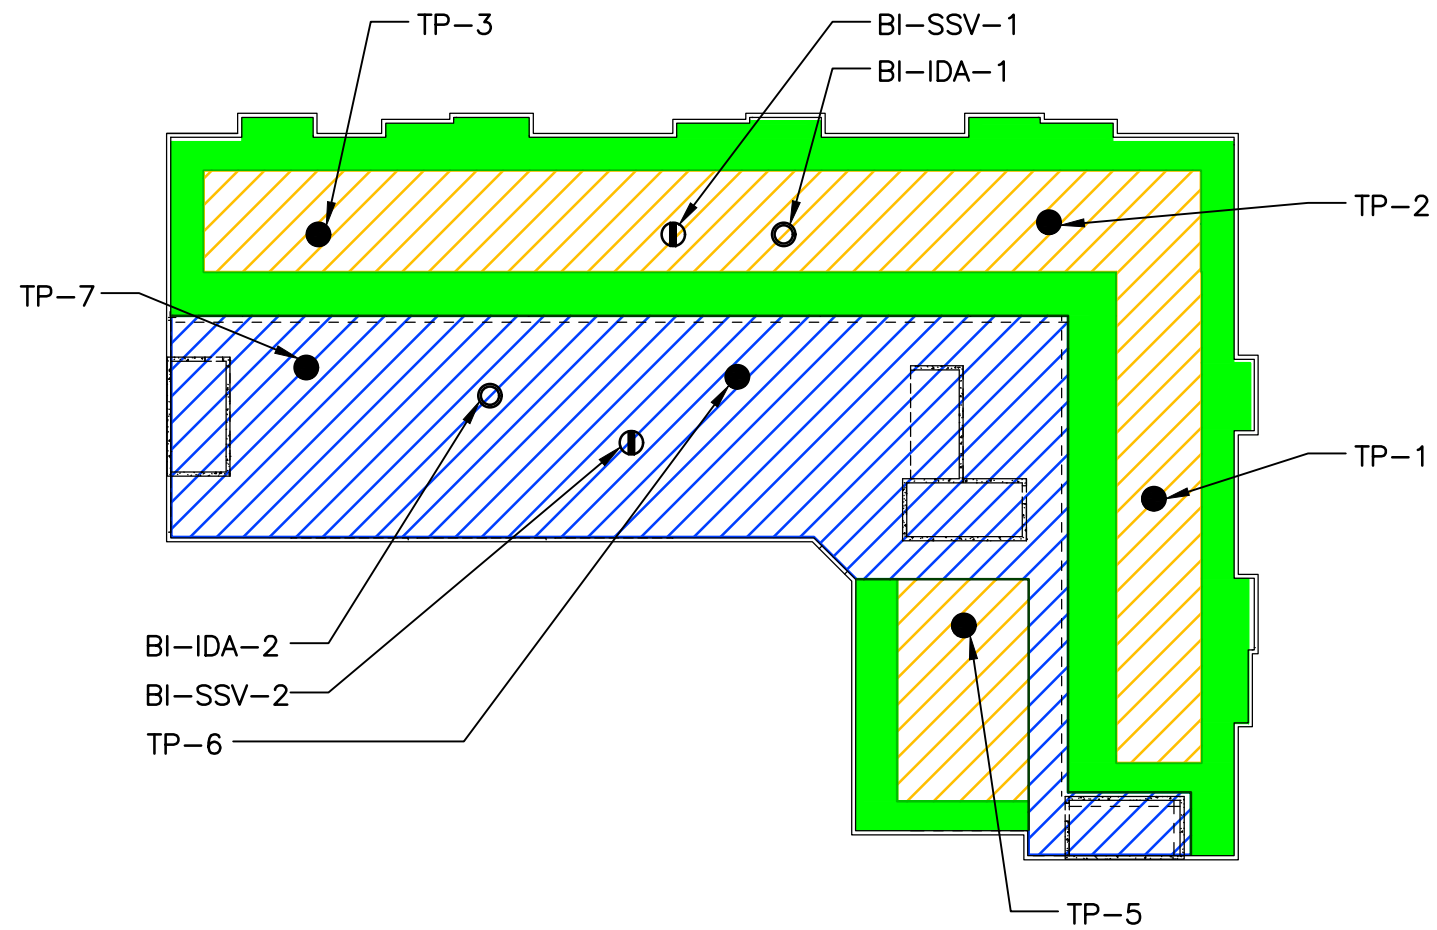 TP-3
BI-SSV-1
BI-IDA-1
TP-2
TP-7
TP-1
BI-IDA-2
BI-SSV-2
TP-6
TP-5